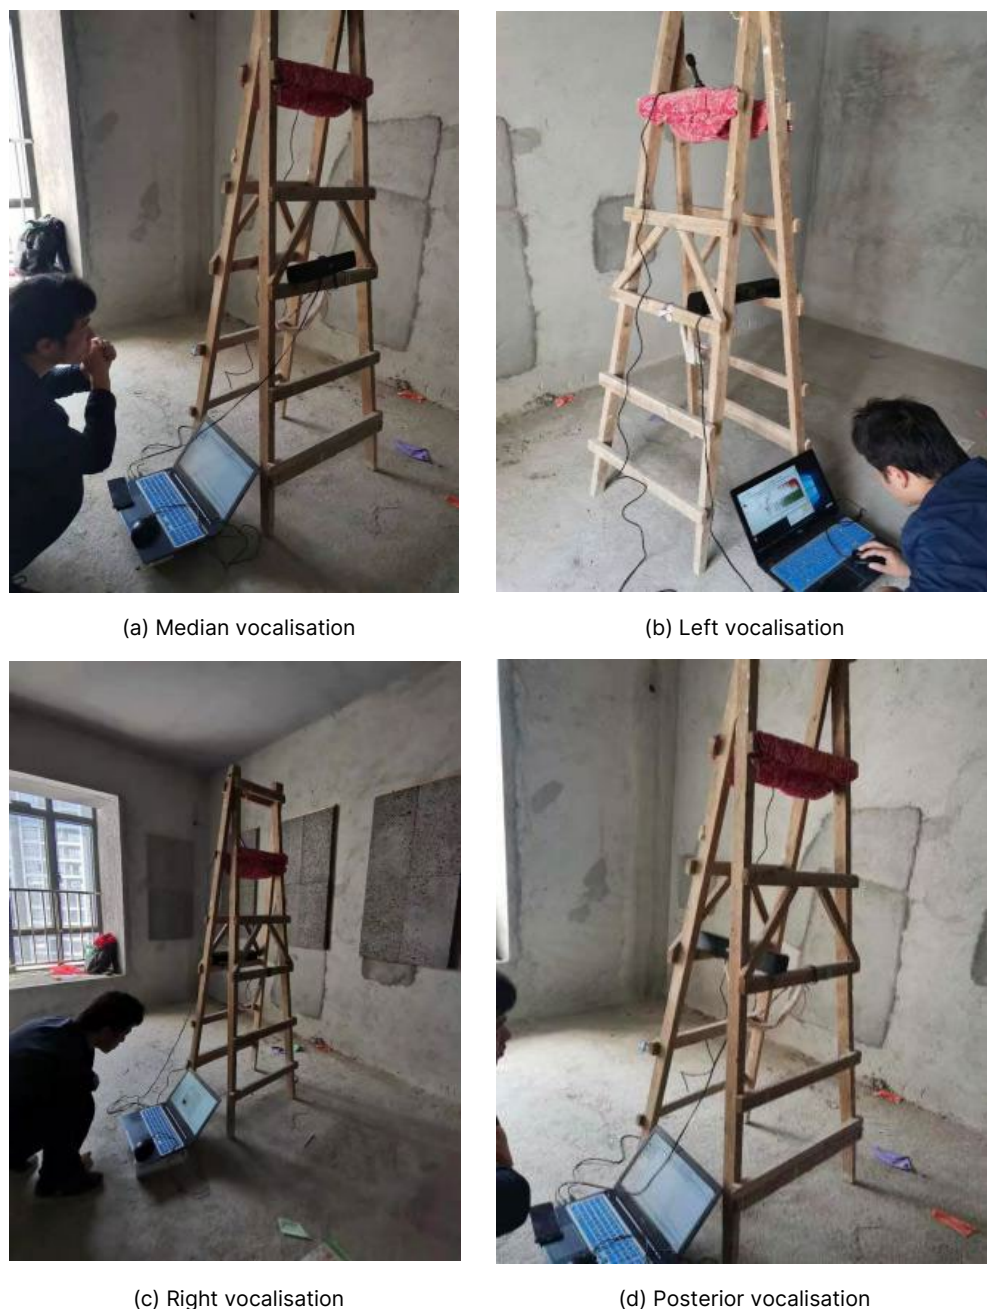 (a) Median vocalisation
(b) Left vocalisation
(c) Right vocalisation
(d) Posterior vocalisation